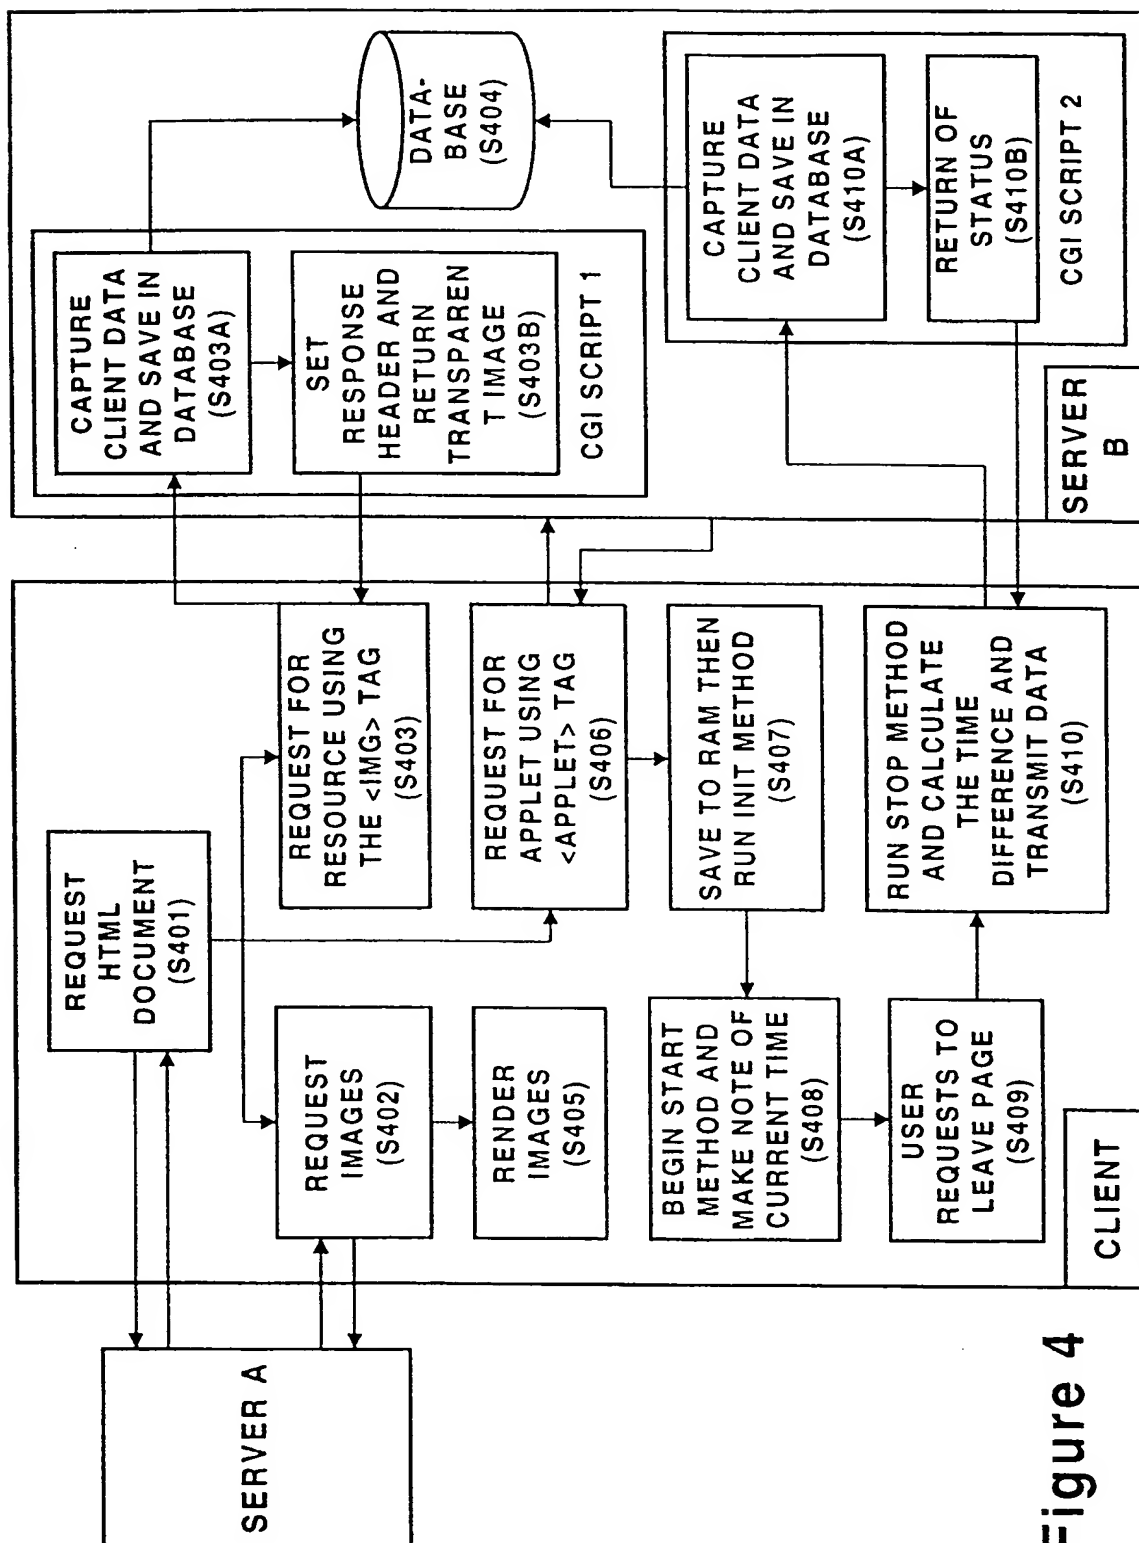 SERVER A
REQUEST
HTML
DOCUMENT
(S401)
REQUEST
IMAGES
(S402)
RENDER
IMAGES
(S405)
REQUEST FOR
RESOURCE USING
THE <IMG> TAG
(S403)
REQUEST FOR
APPLET USING
<APPLET> TAG
(S406)
SAVE TO RAM THEN
RUN INIT METHOD
(S407)
BEGIN START
METHOD AND
MAKE NOTE OF
CURRENT TIME
(S408)
USER
REQUESTS TO
LEAVE PAGE
(S409)
RUN STOP METHOD
AND CALCULATE
THE TIME
DIFFERENCE AND
TRANSMIT DATA
(S410)
CLIENT
CAPTURE
CLIENT DATA
AND SAVE IN
DATABASE
(S403A)
SET
RESPONSE
HEADER AND
RETURN
TRANSPAREN
T IMAGE
(S403B)
CGI SCRIPT 1
DATA-
BASE
(S404)
CAPTURE
CLIENT DATA
AND SAVE IN
DATABASE
(S410A)
RETURN OF
STATUS
(S410B)
CGI SCRIPT 2
SERVER
B
Figure 4